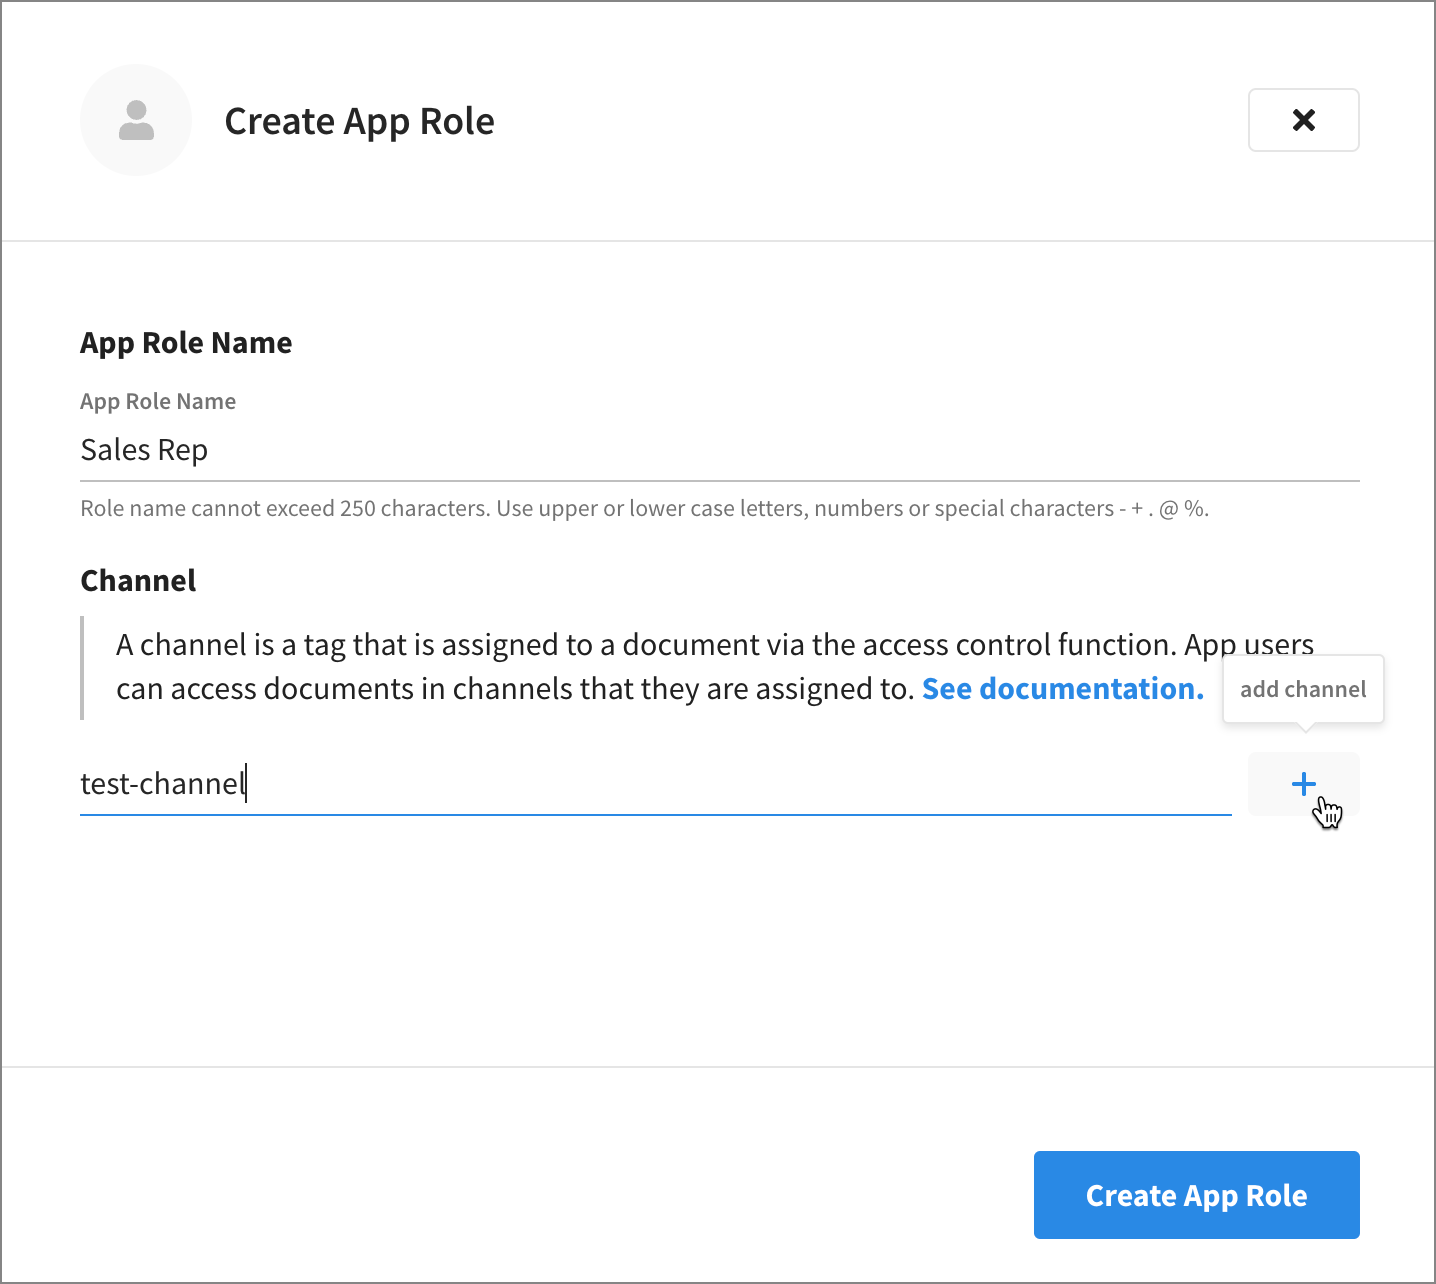 Create App Role
App Role Name
App Role Name
Sales Rep
Role name cannot exceed 250 characters. Use upper or lower case letters, numbers or special characters - + . @ %.
Channel
A channel is a tag that is assigned to a document via the access control function. App users
can access documents in channels that they are assigned to. See documentation.
add channel
test-channel
Create App Role